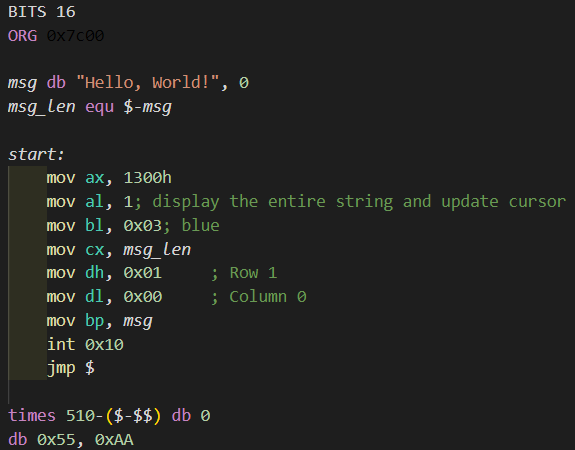 BITS 16
ORG 0x7c00
msg db "Hello, World!", 0
msg_len equ $-msg
start:
mov ax, 1300h
mov al, 1; display the entire string and update cursor
mov bl, 0x03; blue
mov cx, msg_len
mov dh, 0x01 ; Row 1
mov dl, 0x00 ; Column 0
mov bp, msg
int 0x10
jmp $
times 510-($-$$) db 0
db 0x55, 0xAA